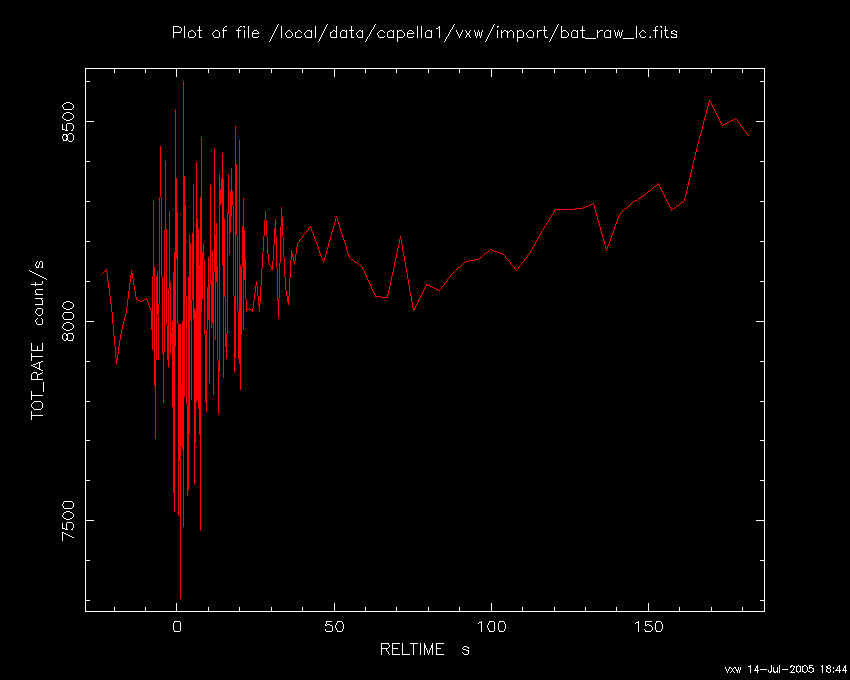 Plot of file /local/data/capella1/vxw/import/bat_raw_lc.fits
8500
8000
7500
TOT_RATE count/s
0 50 100 150
RELTIME s
vxw 14-Jul-2005 18:44